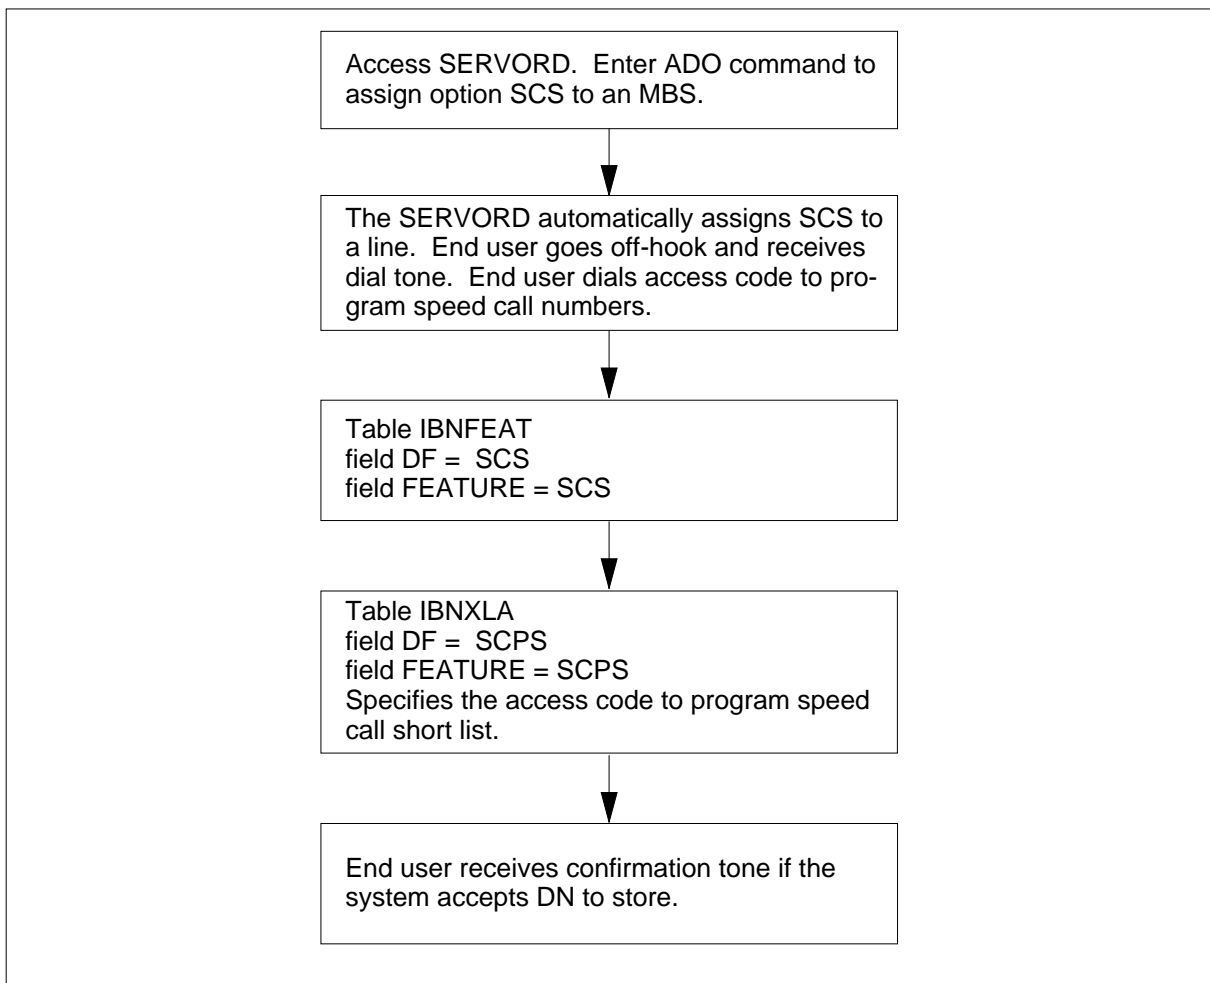 Access SERVORD.  Enter ADO command to
assign option SCS to an MBS.
The SERVORD automatically assigns SCS to
a line.  End user goes off-hook and receives
dial tone.  End user dials access code to pro-
gram speed call numbers.
Table IBNFEAT
field DF =  SCS
field FEATURE = SCS
Table IBNXLA
field DF =  SCPS
field FEATURE = SCPS
Specifies the access code to program speed
call short list.
End user receives confirmation tone if the
system accepts DN to store.